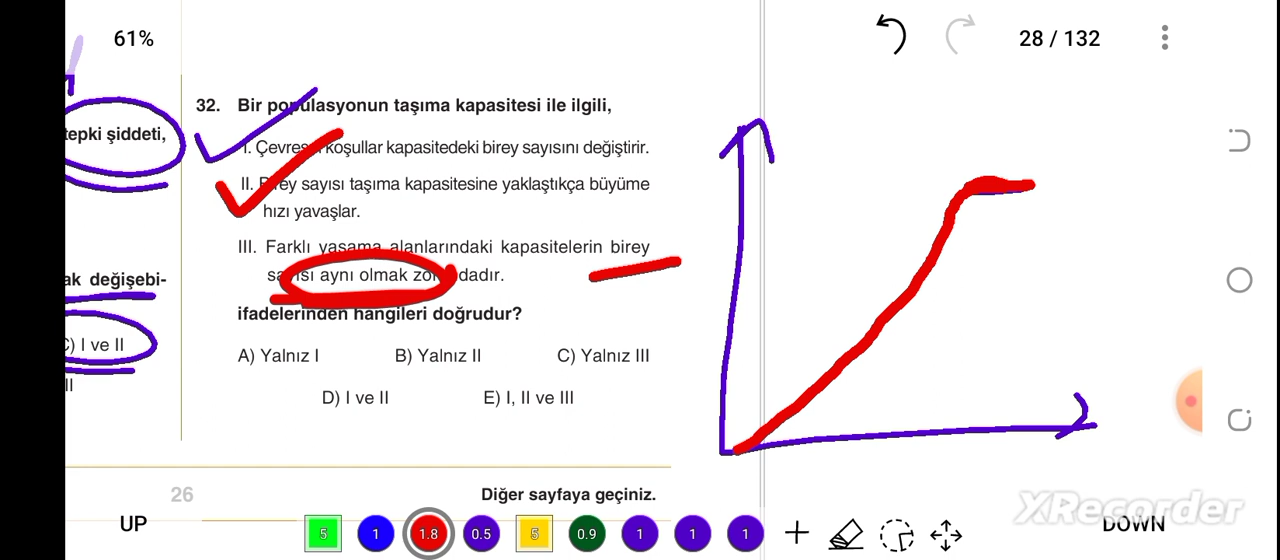 61%
28 / 132
tepki şiddeti,
ak değişebi-
C) I ve II
II
32. Bir popülasyonun taşıma kapasitesi ile ilgili,
I. Çevresel koşullar kapasitedeki birey sayısını değiştirir.
II. Birey sayısı taşıma kapasitesine yaklaştıkça büyüme
hızı yavaşlar.
III. Farklı yaşama alanlarındaki kapasitelerin birey
sayısı aynı olmak zorundadır.
ifadelerinden hangileri doğrudur?
A) Yalnız I B) Yalnız II C) Yalnız III
D) I ve II E) I, II ve III
26
Diğer sayfaya geçiniz.
UP
5 1 1.8 0.5 5 0.9 1 1 1
XRecorder
DOWN